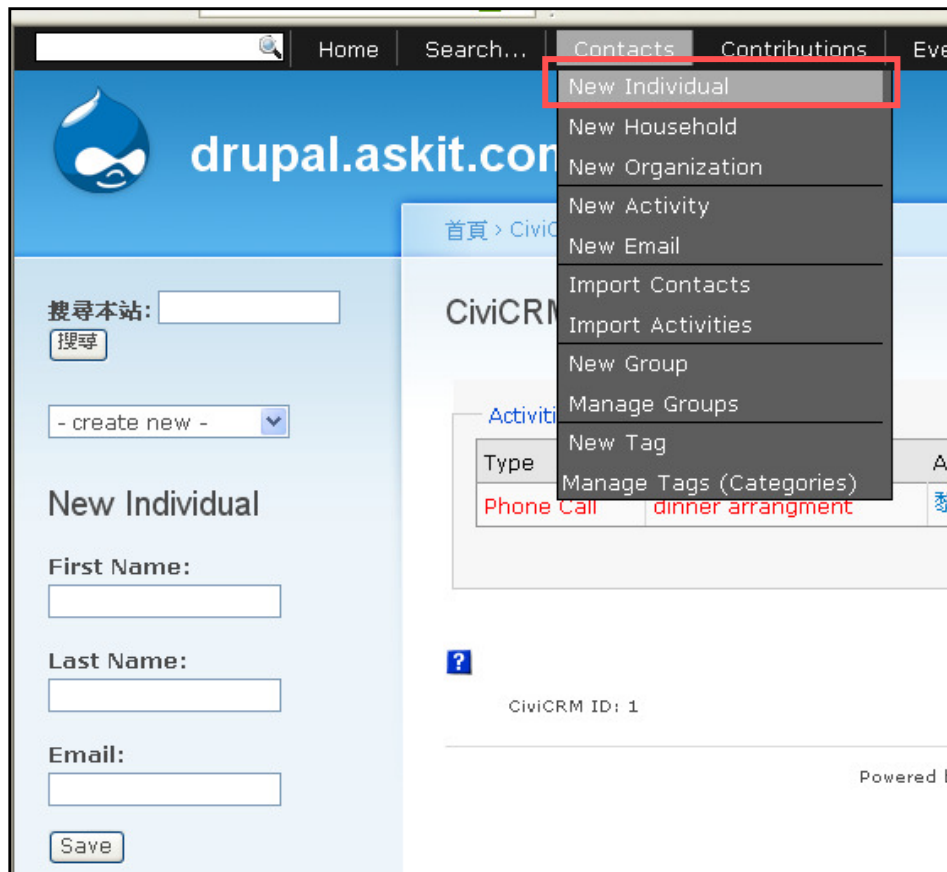 Home Search... Contacts Contributions Eve
New Individual
New Household
New Organization
New Activity
New Email
Import Contacts
Import Activities
New Group
Manage Groups
New Tag
Manage Tags (Categories)
drupal.askit.con
首頁 › CiviC
搜尋本站:
搜尋
- create new -
New Individual
First Name:
Last Name:
Email:
Save
CiviCRM
Activiti
Type A
Phone Call dinner arrangment
?
CiviCRM ID: 1
Powered b